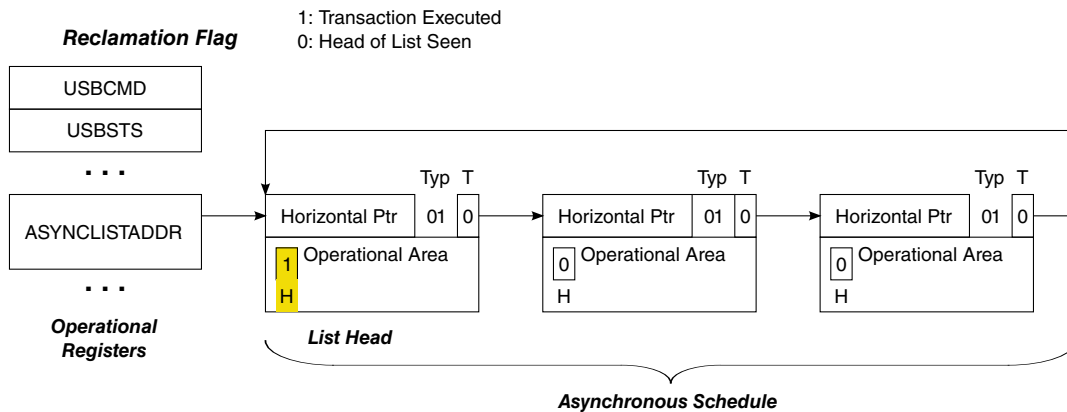 1: Transaction Executed
Reclamation Flag
0: Head of List Seen
USBCMD
USBSTS
• • •
Typ T
Typ T
Typ T
ASYNCLISTADDR
Horizontal Ptr 01 0
Horizontal Ptr 01 0
Horizontal Ptr 01 0
1 Operational Area
H
0 Operational Area
H
0 Operational Area
H
• • •
Operational
Registers
List Head
Asynchronous Schedule